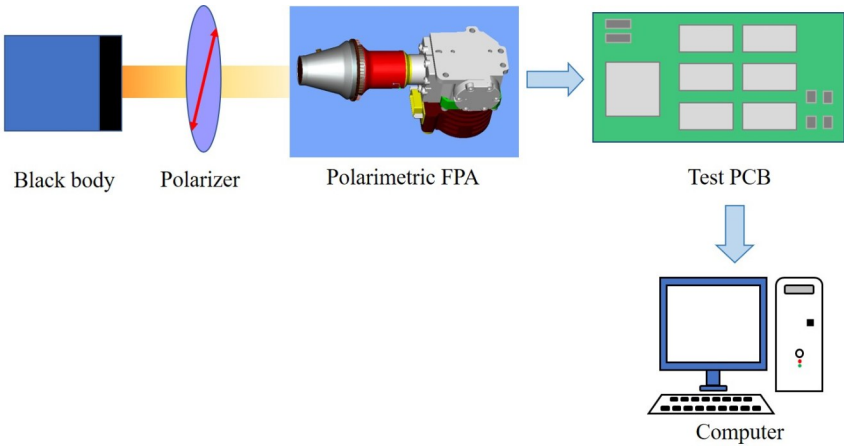 Black body
Polarizer
Polarimetric FPA
Test PCB
Computer